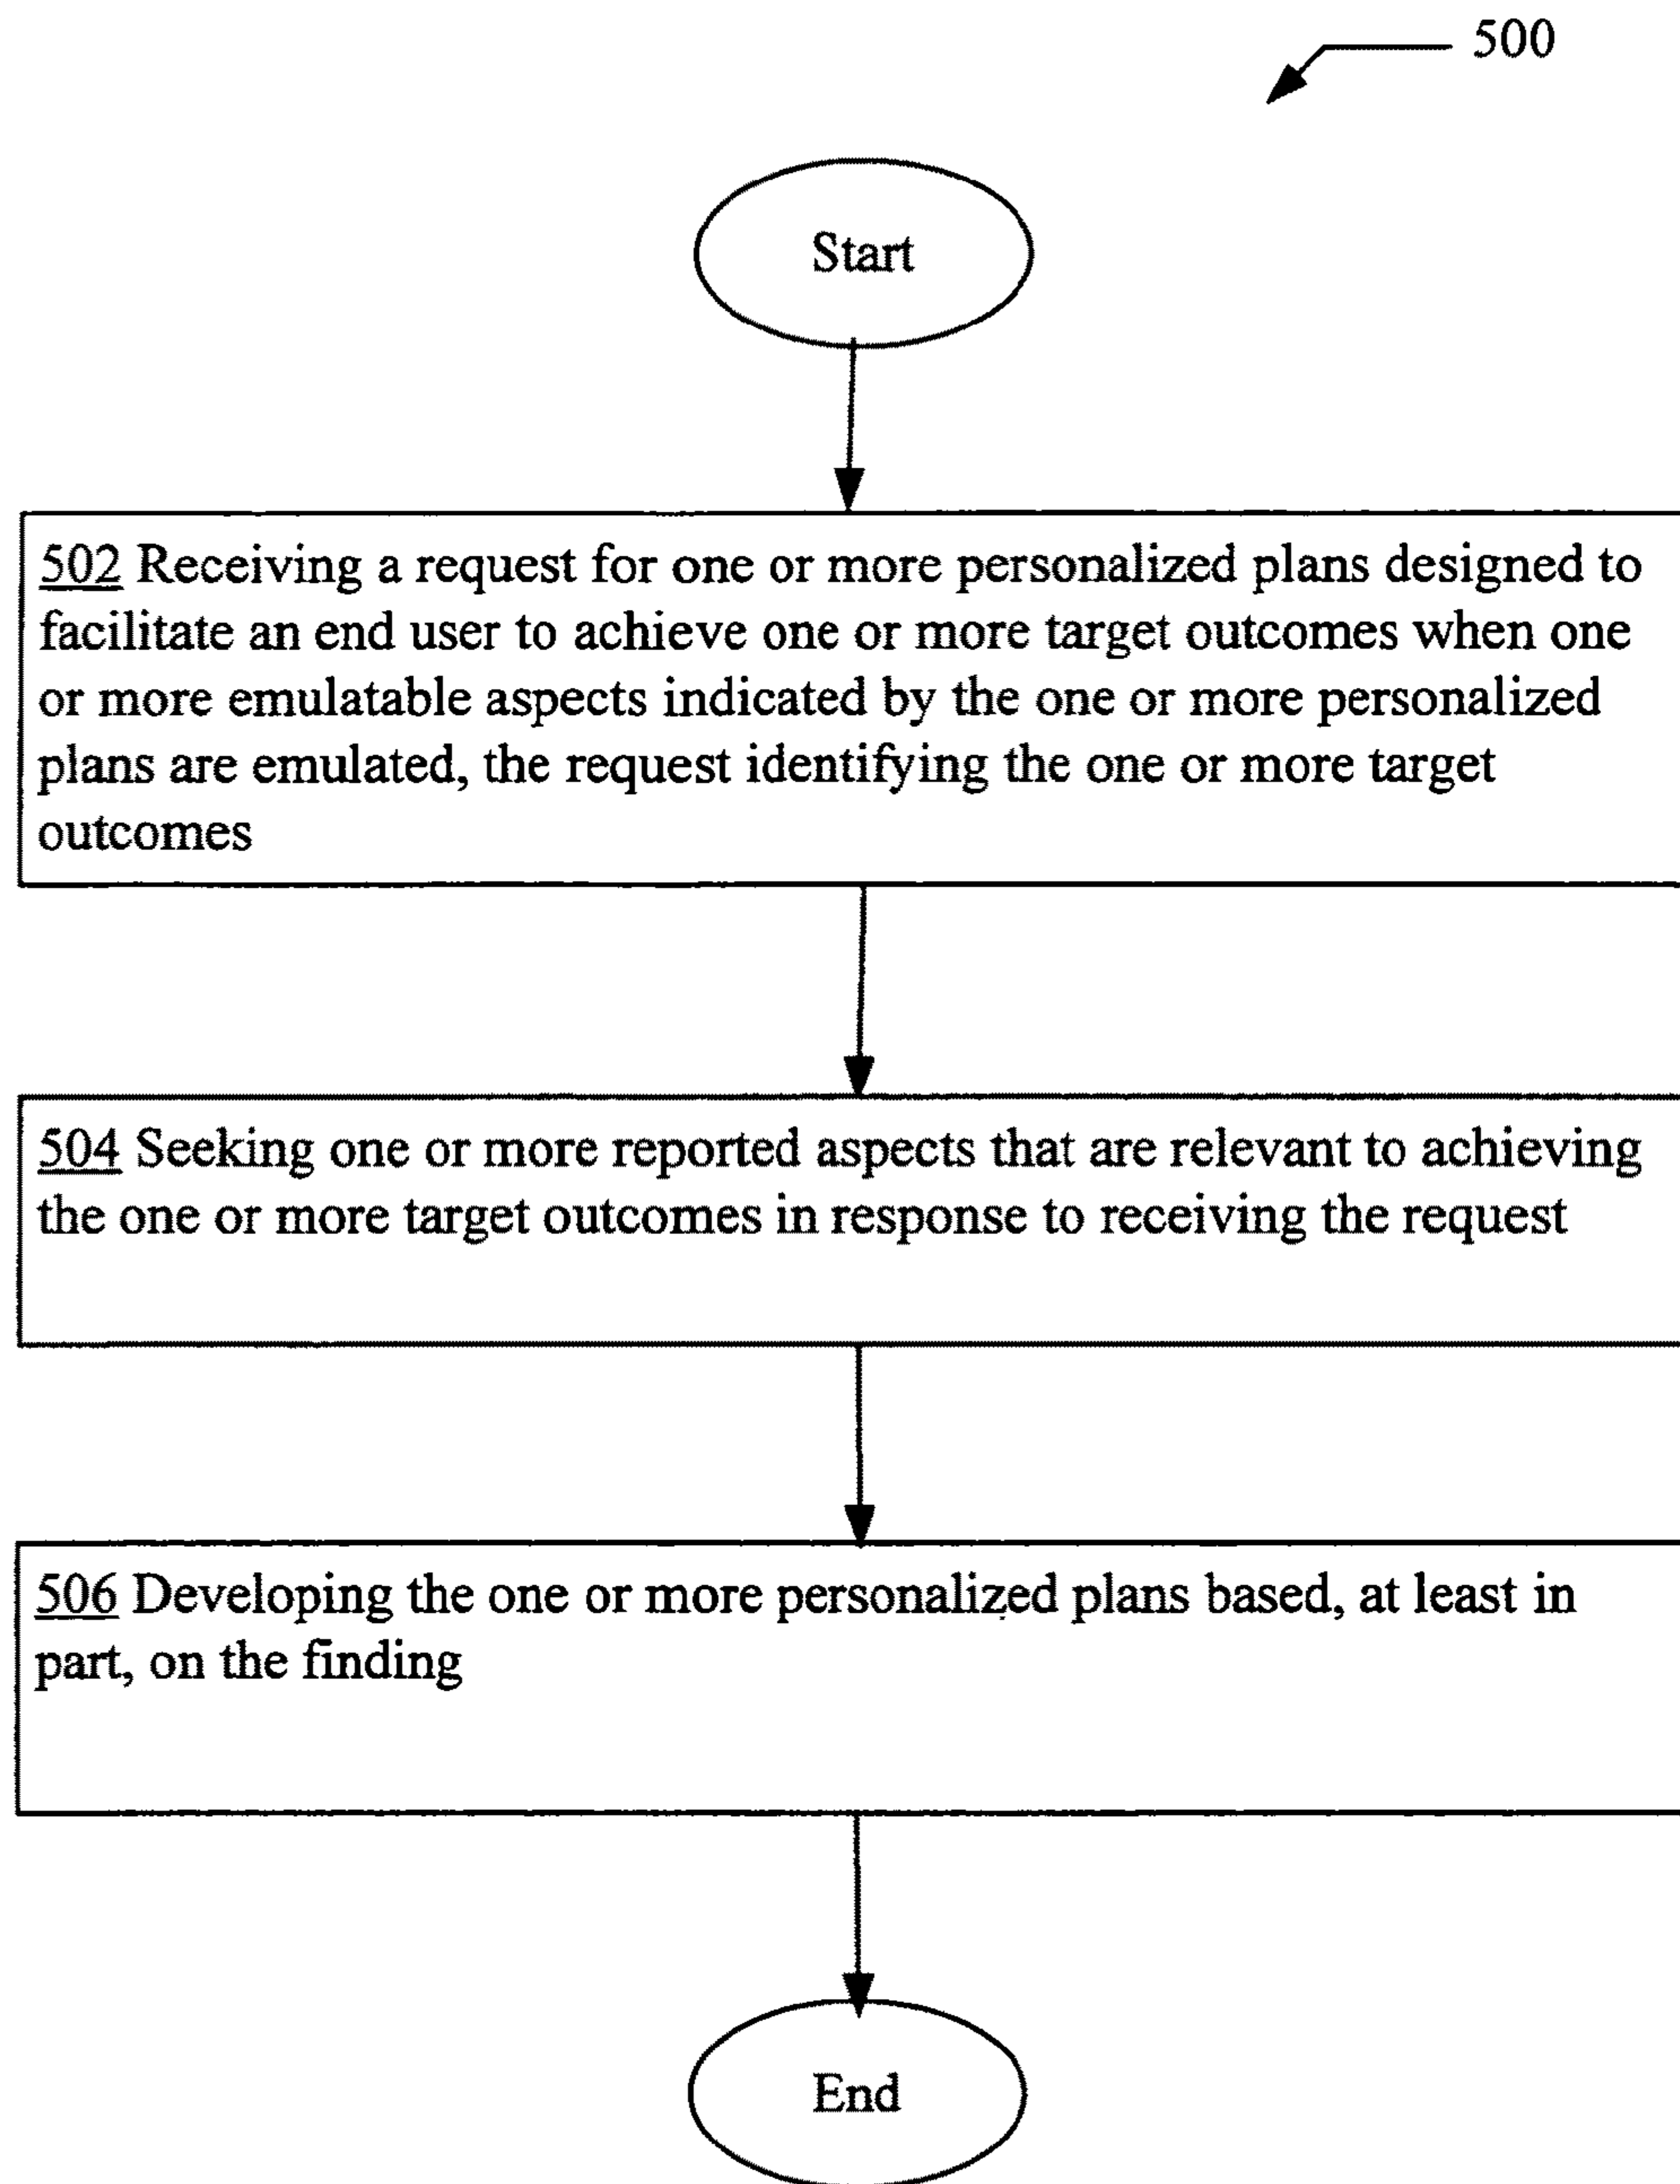 500
Start
502 Receiving a request for one or more personalized plans designed to
facilitate an end user to achieve one or more target outcomes when one
or more emulatable aspects indicated by the one or more personalized
plans are emulated, the request identifying the one or more target
outcomes
504 Seeking one or more reported aspects that are relevant to achieving
the one or more target outcomes in response to receiving the request
506 Developing the one or more personalized plans based, at least in
part, on the finding
End